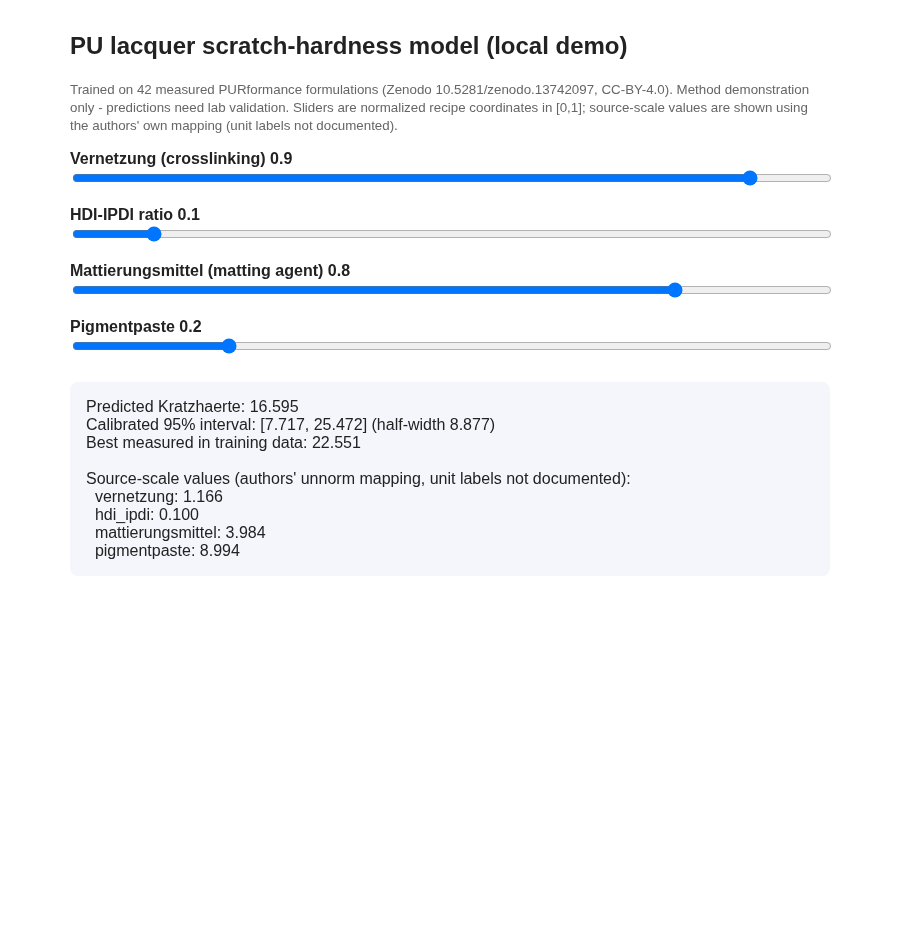 PU lacquer scratch-hardness model (local demo)
Trained on 42 measured PURformance formulations (Zenodo 10.5281/zenodo.13742097, CC-BY-4.0). Method demonstration
only - predictions need lab validation. Sliders are normalized recipe coordinates in [0,1]; source-scale values are shown using
the authors' own mapping (unit labels not documented).
Vernetzung (crosslinking) 0.9
HDI-IPDI ratio 0.1
Mattierungsmittel (matting agent) 0.8
Pigmentpaste 0.2
Predicted Kratzhaerte: 16.595
Calibrated 95% interval: [7.717, 25.472] (half-width 8.877)
Best measured in training data: 22.551
Source-scale values (authors' unnorm mapping, unit labels not documented):
vernetzung: 1.166
hdi_ipdi: 0.100
mattierungsmittel: 3.984
pigmentpaste: 8.994